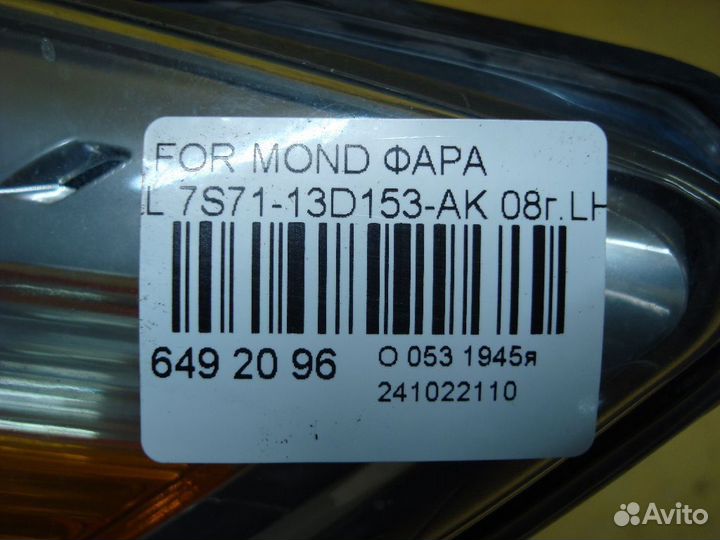 FOR MOND ФАРА
L 7S71-13D153-AK 08г.LH
649 20 96
О 053 1945я
241022110
Avito